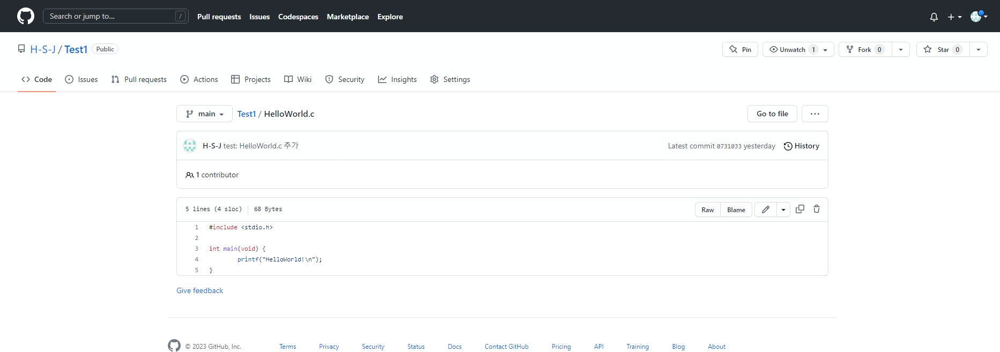 Search or jump to... /
Pull requests Issues Codespaces Marketplace Explore
H-S-J / Test1 Public
Pin Unwatch 1 Fork 0 Star 0
Code Issues Pull requests Actions Projects Wiki Security Insights Settings
main Test1 / HelloWorld.c Go to file ...
H-S-J test: HelloWorld.c 추가 Latest commit 0731033 yesterday History
1 contributor
5 lines (4 sloc) 68 Bytes Raw Blame
1 #include <stdio.h>
2
3 int main(void) {
4 printf("HelloWorld!\n");
5 }
Give feedback
© 2023 GitHub, Inc. Terms Privacy Security Status Docs Contact GitHub Pricing API Training Blog About